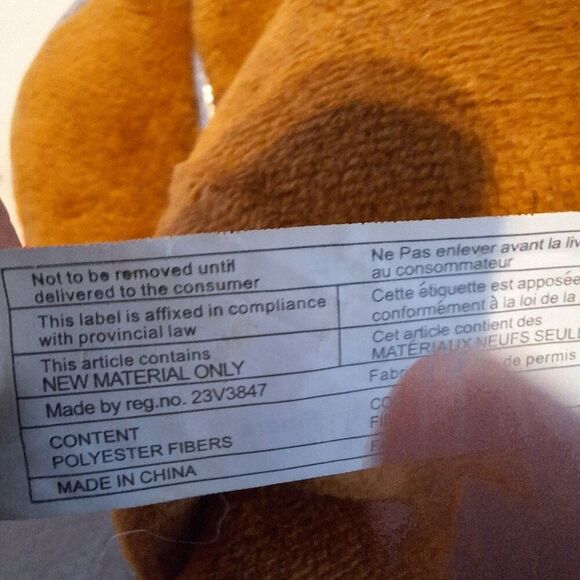 Not to be removed until
delivered to the consumer
This label is affixed in compliance
with provincial law
This article contains
NEW MATERIAL ONLY
Made by reg.no. 23V3847
CONTENT
POLYESTER FIBERS
MADE IN CHINA
Ne Pas enlever avant la
au consommateur
Cette étiquette est apposée
conformément à la loi de la
Cet article contient des
MATÉRIAUX NEUFS
de permis